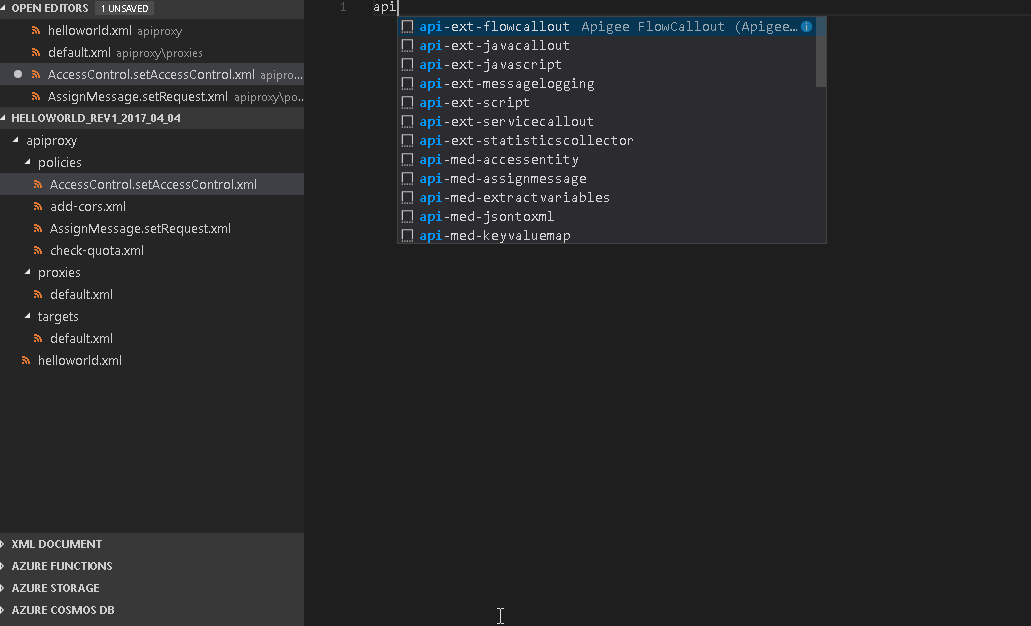 OPEN EDITORS 1 UNSAVED
helloworld.xml apiproxy
default.xml apiproxy\proxies
AccessControl.setAccessControl.xml apipro...
AssignMessage.setRequest.xml apiproxy\po...
HELLOWORLD_REV1_2017_04_04
apiproxy
policies
AccessControl.setAccessControl.xml
add-cors.xml
AssignMessage.setRequest.xml
check-quota.xml
proxies
default.xml
targets
default.xml
helloworld.xml
XML DOCUMENT
AZURE FUNCTIONS
AZURE STORAGE
AZURE COSMOS DB
1 api
api-ext-flowcallout Apigee FlowCallout (Apigee...
api-ext-javacallout
api-ext-javascript
api-ext-messagelogging
api-ext-script
api-ext-servicecallout
api-ext-statisticscollector
api-med-accessentity
api-med-assignmessage
api-med-extractvariables
api-med-jsontoxml
api-med-keyvaluemap